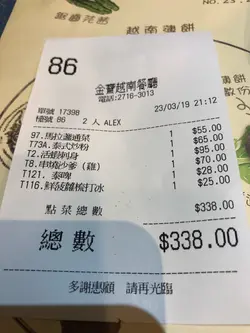 越南薄餅
86
金寶越南餐廳
電話:2716-3013
單號 17398
檯號 86 2 人 ALEX 23/03/19 21:12
97. 馬拉盞通菜 1 $55.00
T73A. 泰式炒粉 1 $65.00
T2. 活蝦刺身 1 $95.00
T8. 串燒沙爹 (雞) 1 $70.00
T121. 泰啤 1 $28.00
T116. 鮮菠蘿梳打冰 1 $25.00
點菜總數 $338.00
總數 $338.00
多謝惠顧 請再光臨